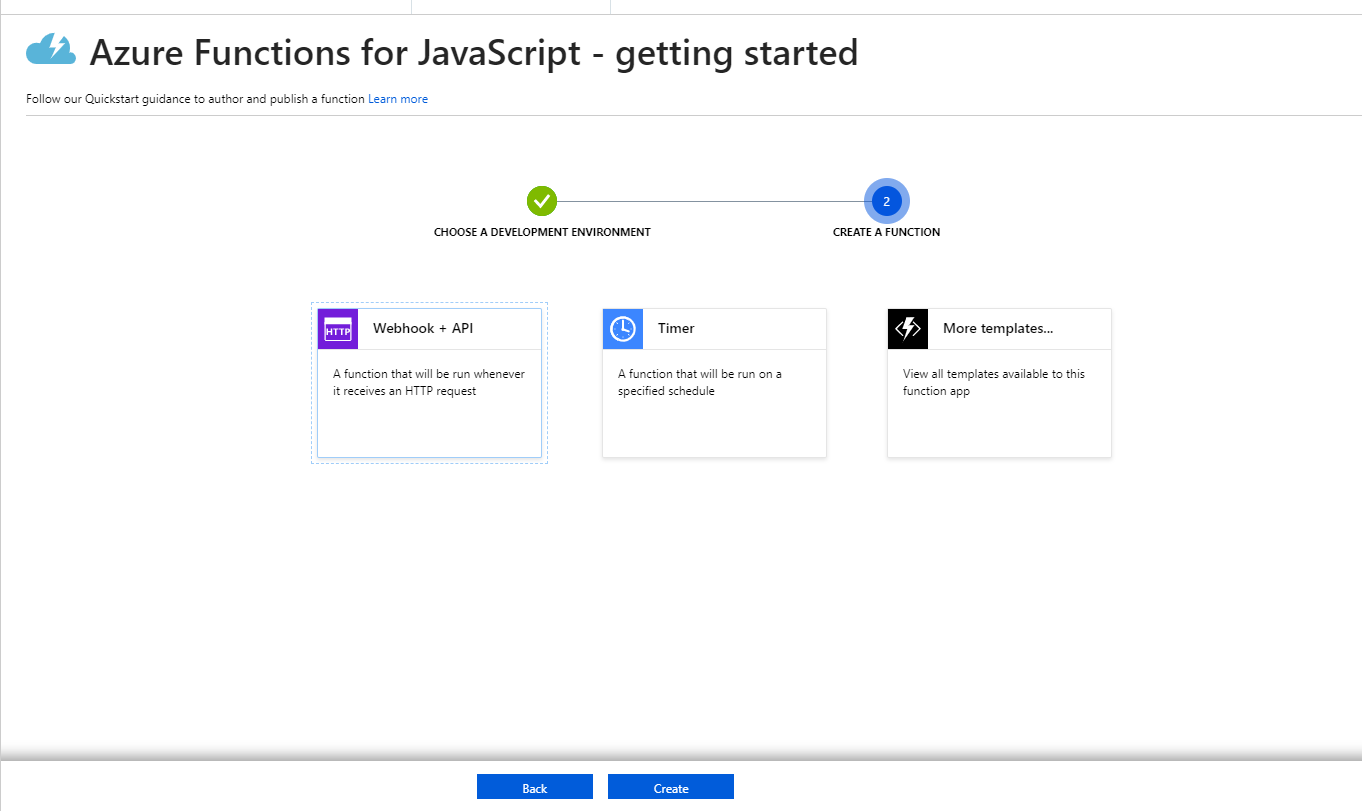 Azure Functions for JavaScript - getting started
Follow our Quickstart guidance to author and publish a function Learn more
2
CHOOSE A DEVELOPMENT ENVIRONMENT
CREATE A FUNCTION
HTTP
Webhook + API
A function that will be run whenever
it receives an HTTP request
Timer
A function that will be run on a
specified schedule
More templates...
View all templates available to this
function app
Back
Create